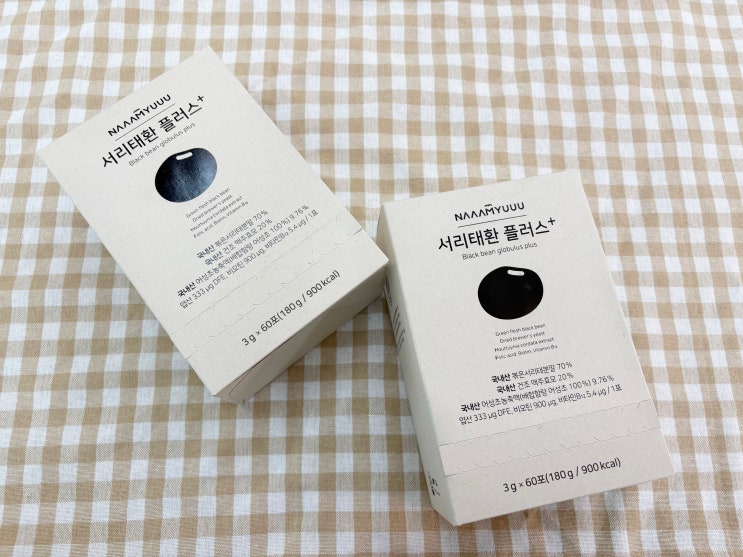 NAAAMYUUU
서리태환 플러스+
Black bean globulus plus
Green flesh black bean
Dried brewer's yeast
Houttuynia cordata extract
Folic acid, Biotin, Vitamin B₁₂
국내산 볶은서리태분말 70%
국내산 건조 맥주효모 20%
국내산 어성초농축액(배합함량 어성초 100%) 9.76%
엽산 333 μg DFE, 비오틴 900 μg, 비타민B₁₂ 5.4 μg / 1포
3 g × 60포(180 g / 900 kcal)
NAAAMYUUU
서리태환 플러스+
Black bean globulus plus
Green flesh black bean
Dried brewer's yeast
Houttuynia cordata extract
Folic acid, Biotin, Vitamin B₁₂
국내산 볶은서리태분말 70%
국내산 건조 맥주효모 20%
국내산 어성초농축액(배합함량 어성초 100%) 9.76%
엽산 333 μg DFE, 비오틴 900 μg, 비타민B₁₂ 5.4 μg / 1포
3 g × 60포(180 g / 900 kcal)